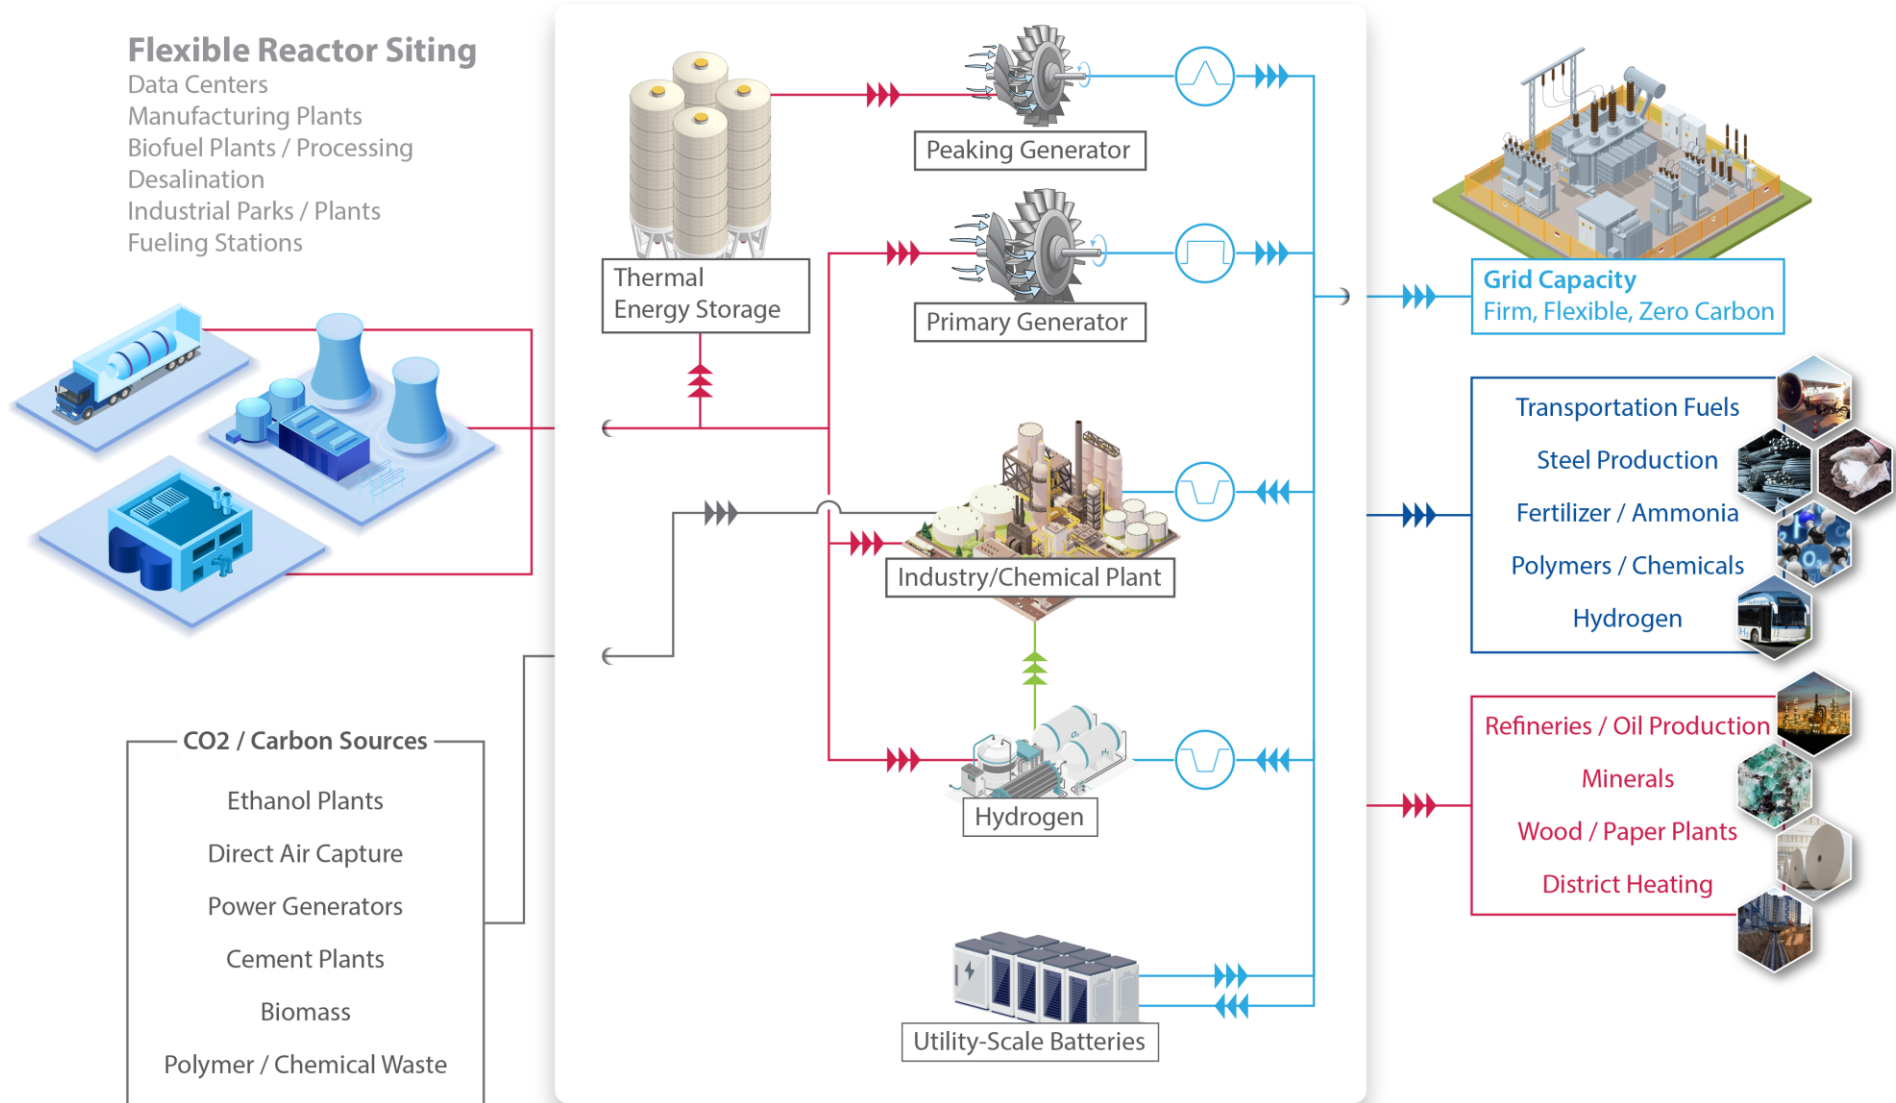 Flexible Reactor Siting
Data Centers
Manufacturing Plants
Biofuel Plants / Processing
Desalination
Industrial Parks / Plants
Fueling Stations
CO2 / Carbon Sources
Ethanol Plants
Direct Air Capture
Power Generators
Cement Plants
Biomass
Polymer / Chemical Waste
Thermal
Energy Storage
Peaking Generator
Primary Generator
Industry/Chemical Plant
Hydrogen
Utility-Scale Batteries
Grid Capacity
Firm, Flexible, Zero Carbon
Transportation Fuels
Steel Production
Fertilizer / Ammonia
Polymers / Chemicals
Hydrogen
Refineries / Oil Production
Minerals
Wood / Paper Plants
District Heating